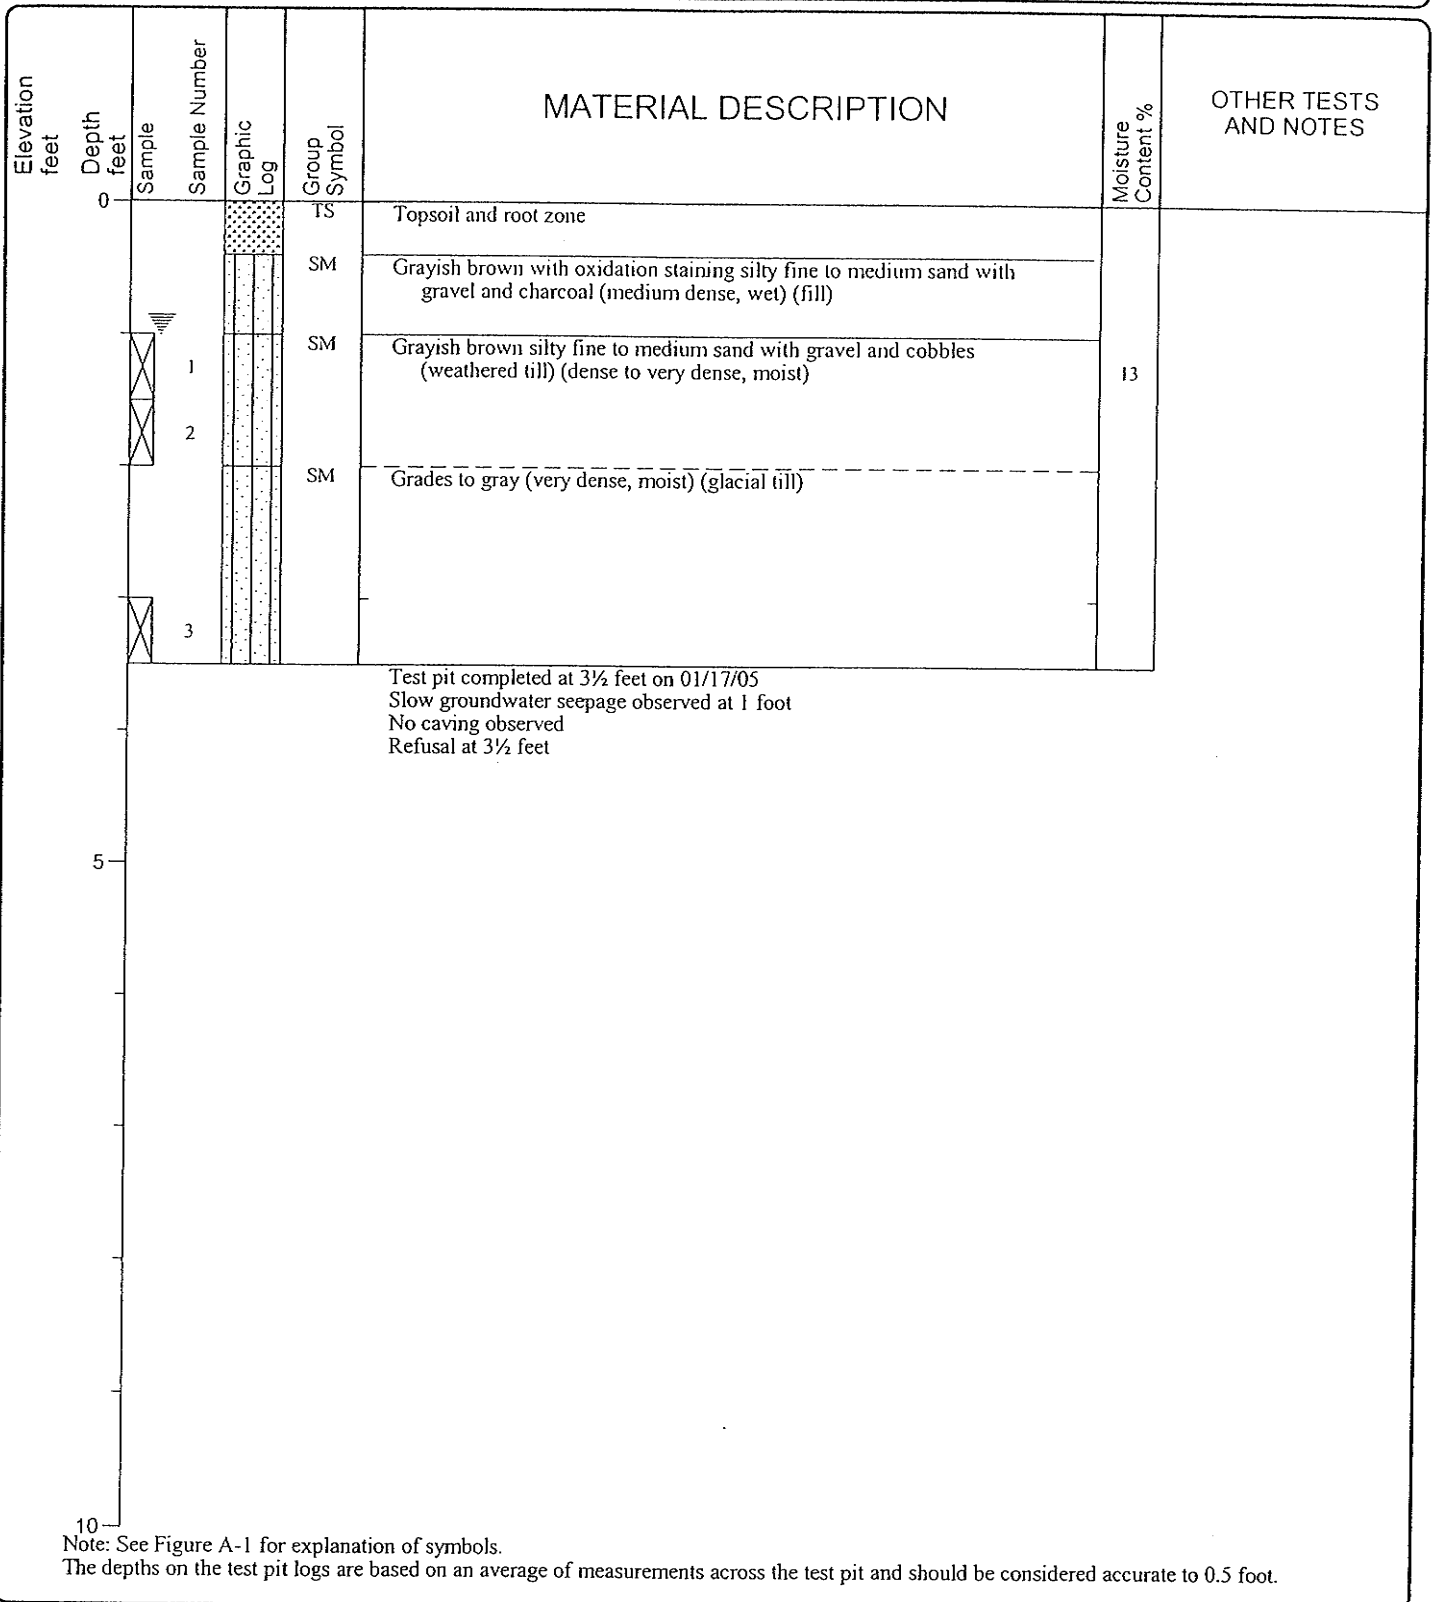 Elevation
feet
Depth
feet
Sample
Sample Number
Graphic
Log
Group
Symbol
MATERIAL DESCRIPTION
Moisture
Content %
OTHER TESTS
AND NOTES
0
TS
Topsoil and root zone
SM
Grayish brown with oxidation staining silty fine to medium sand with
gravel and charcoal (medium dense, wet) (fill)
SM
Grayish brown silty fine to medium sand with gravel and cobbles
(weathered till) (dense to very dense, moist)
1
13
2
SM
Grades to gray (very dense, moist) (glacial till)
3
Test pit completed at 3½ feet on 01/17/05
Slow groundwater seepage observed at 1 foot
No caving observed
Refusal at 3½ feet
5
10
Note: See Figure A-1 for explanation of symbols.
The depths on the test pit logs are based on an average of measurements across the test pit and should be considered accurate to 0.5 foot.